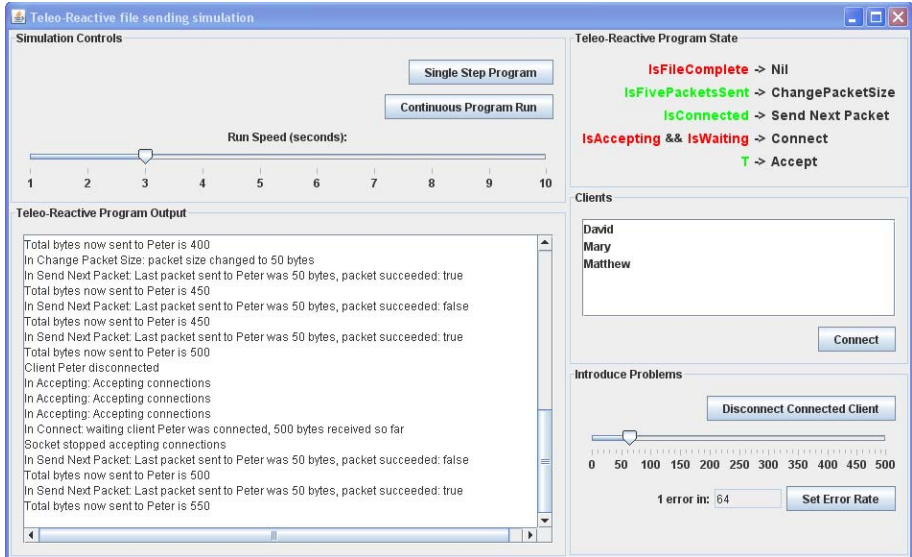 Teleo-Reactive file sending simulation
Simulation Controls
Single Step Program
Continuous Program Run
Run Speed (seconds):
1 2 3 4 5 6 7 8 9 10
Teleo-Reactive Program Output
Total bytes now sent to Peter is 400
In Change Packet Size: packet size changed to 50 bytes
In Send Next Packet: Last packet sent to Peter was 50 bytes, packet succeeded: true
Total bytes now sent to Peter is 450
In Send Next Packet: Last packet sent to Peter was 50 bytes, packet succeeded: false
Total bytes now sent to Peter is 450
In Send Next Packet: Last packet sent to Peter was 50 bytes, packet succeeded: true
Total bytes now sent to Peter is 500
Client Peter disconnected
In Accepting: Accepting connections
In Accepting: Accepting connections
In Accepting: Accepting connections
In Connect: waiting client Peter was connected, 500 bytes received so far
Socket stopped accepting connections
In Send Next Packet: Last packet sent to Peter was 50 bytes, packet succeeded: false
Total bytes now sent to Peter is 500
In Send Next Packet: Last packet sent to Peter was 50 bytes, packet succeeded: true
Total bytes now sent to Peter is 550
Teleo-Reactive Program State
IsFileComplete -> Nil
IsFivePacketsSent -> ChangePacketSize
IsConnected -> Send Next Packet
IsAccepting && IsWaiting -> Connect
T -> Accept
Clients
David
Mary
Matthew
Connect
Introduce Problems
Disconnect Connected Client
0 50 100 150 200 250 300 350 400 450 500
1 error in: 64 Set Error Rate